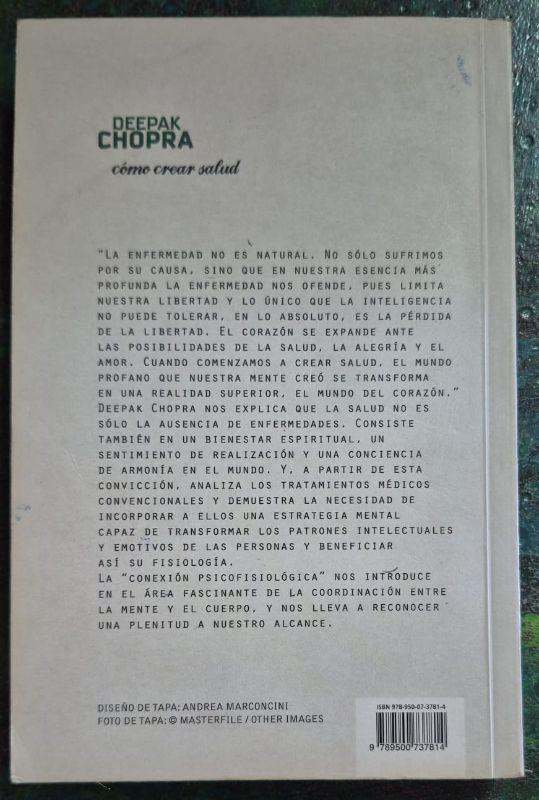 DEEPAK
CHOPRA
cómo crear salud
“LA ENFERMEDAD NO ES NATURAL. NO SÓLO SUFRIMOS
POR SU CAUSA, SINO QUE EN NUESTRA ESENCIA MÁS
PROFUNDA LA ENFERMEDAD NOS OFENDE, PUES LIMITA
NUESTRA LIBERTAD Y LO ÚNICO QUE LA INTELIGENCIA
NO PUEDE TOLERAR, EN LO ABSOLUTO, ES LA PÉRDIDA
DE LA LIBERTAD. EL CORAZÓN SE EXPANDE ANTE
LAS POSIBILIDADES DE LA SALUD, LA ALEGRÍA Y EL
AMOR. CUANDO COMENZAMOS A CREAR SALUD, EL MUNDO
PROFANO QUE NUESTRA MENTE CREÓ SE TRANSFORMA
EN UNA REALIDAD SUPERIOR, EL MUNDO DEL CORAZÓN.”
DEEPAK CHOPRA NOS EXPLICA QUE LA SALUD NO ES
SÓLO LA AUSENCIA DE ENFERMEDADES. CONSISTE
TAMBIÉN EN UN BIENESTAR ESPIRITUAL, UN
SENTIMIENTO DE REALIZACIÓN Y UNA CONCIENCIA
DE ARMONÍA EN EL MUNDO. Y, A PARTIR DE ESTA
CONVICCIÓN, ANALIZA LOS TRATAMIENTOS MÉDICOS
CONVENCIONALES Y DEMUESTRA LA NECESIDAD DE
INCORPORAR A ELLOS UNA ESTRATEGIA MENTAL
CAPAZ DE TRANSFORMAR LOS PATRONES INTELECTUALES
Y EMOTIVOS DE LAS PERSONAS Y BENEFICIAR
ASÍ SU FISIOLOGÍA.
LA “CONEXIÓN PSICOFISIOLÓGICA” NOS INTRODUCE
EN EL ÁREA FASCINANTE DE LA COORDINACIÓN ENTRE
LA MENTE Y EL CUERPO, Y NOS LLEVA A RECONOCER
UNA PLENITUD A NUESTRO ALCANCE.
DISEÑO DE TAPA: ANDREA MARCONCINI
FOTO DE TAPA: © MASTERFILE / OTHER IMAGES
ISBN 978-950-07-3781-4
9 789500 737814